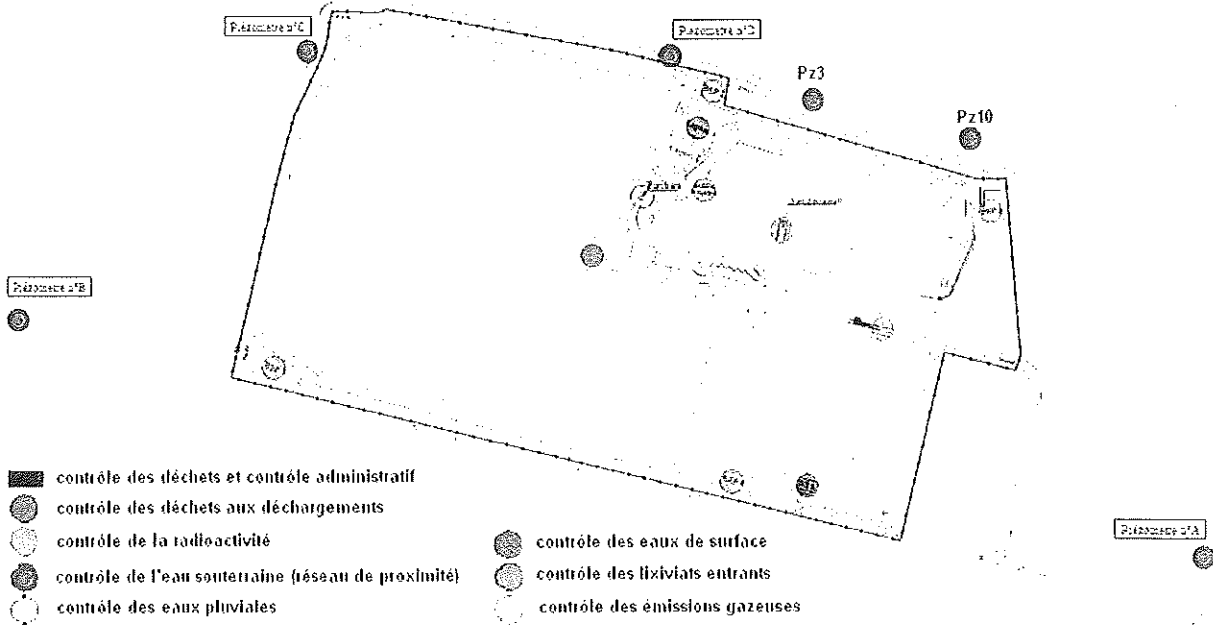 Piézomètre n°C
Piézomètre n°D
Pz3
Pz10
Piézomètre n°B
contrôle des déchets et contrôle administratif
contrôle des déchets aux déchargements
contrôle de la radioactivité
contrôle de l'eau souterraine (réseau de proximité)
contrôle des eaux pluviales
contrôle des eaux de surface
contrôle des lixiviats entrants
contrôle des émissions gazeuses
Piézomètre n°A